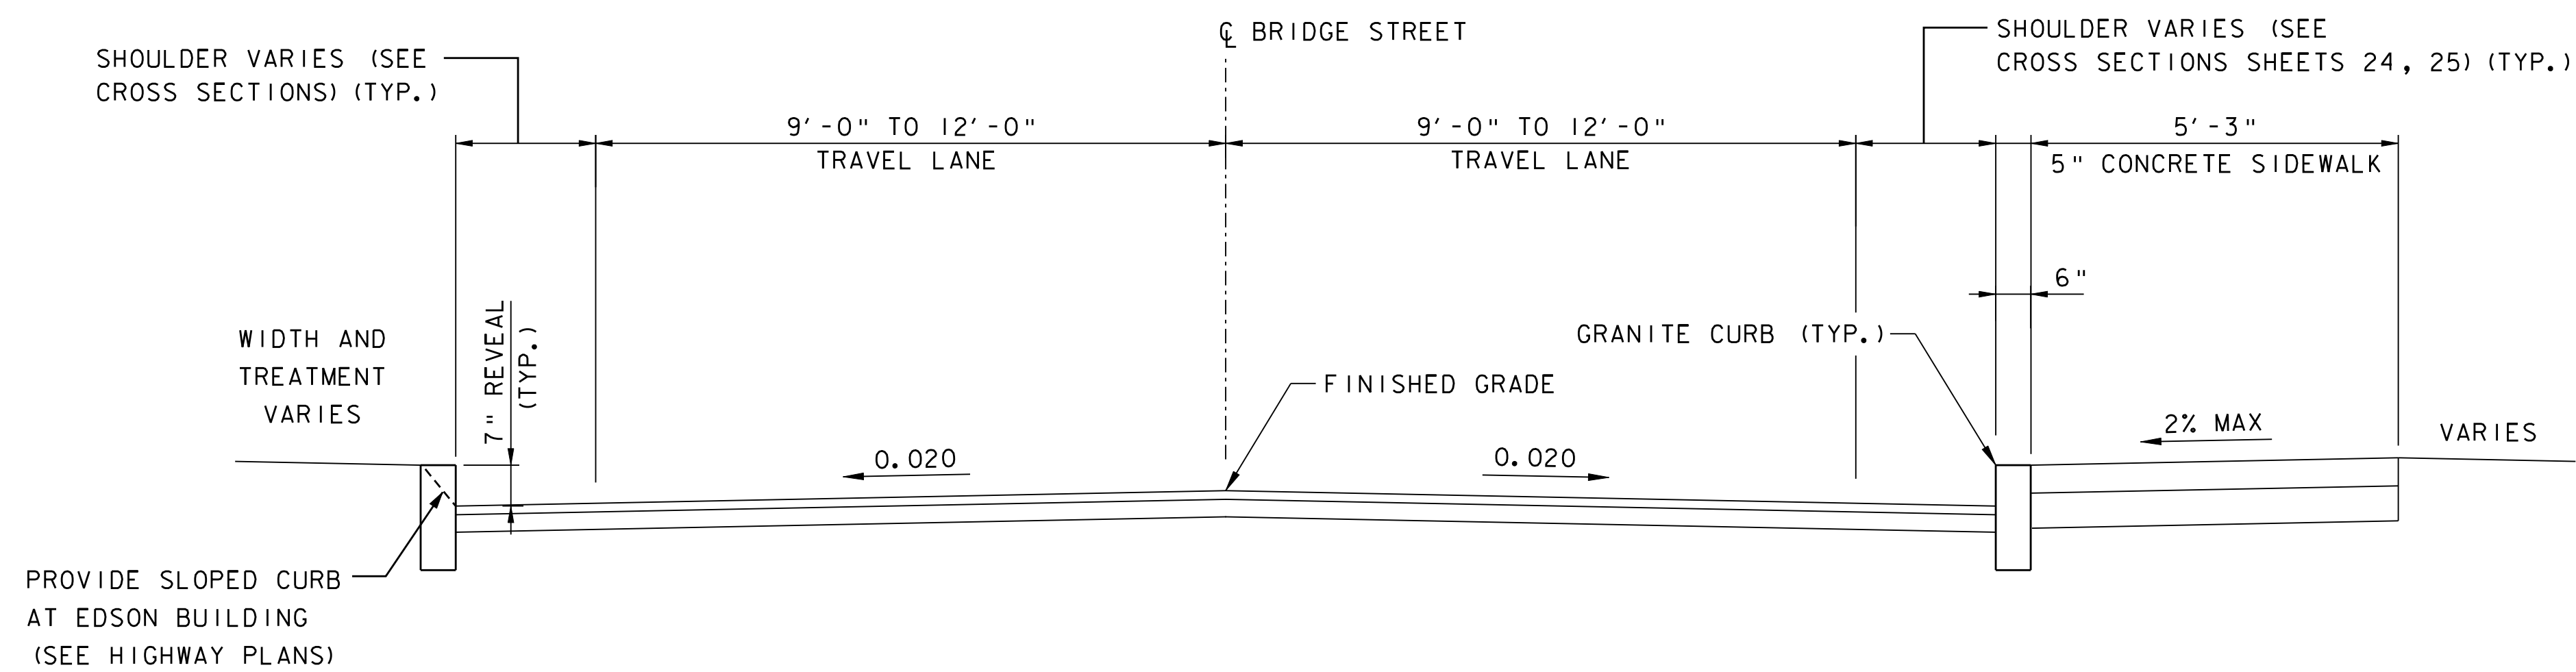 ℄ BRIDGE STREET
SHOULDER VARIES (SEE
CROSS SECTIONS) (TYP.)
SHOULDER VARIES (SEE
CROSS SECTIONS SHEETS 24, 25) (TYP.)
9'-0" TO 12'-0"
TRAVEL LANE
9'-0" TO 12'-0"
TRAVEL LANE
5'-3"
5" CONCRETE SIDEWALK
6"
WIDTH AND
TREATMENT
VARIES
7" REVEAL
(TYP.)
GRANITE CURB (TYP.)
FINISHED GRADE
0.020
0.020
2% MAX
VARIES
PROVIDE SLOPED CURB
AT EDSON BUILDING
(SEE HIGHWAY PLANS)